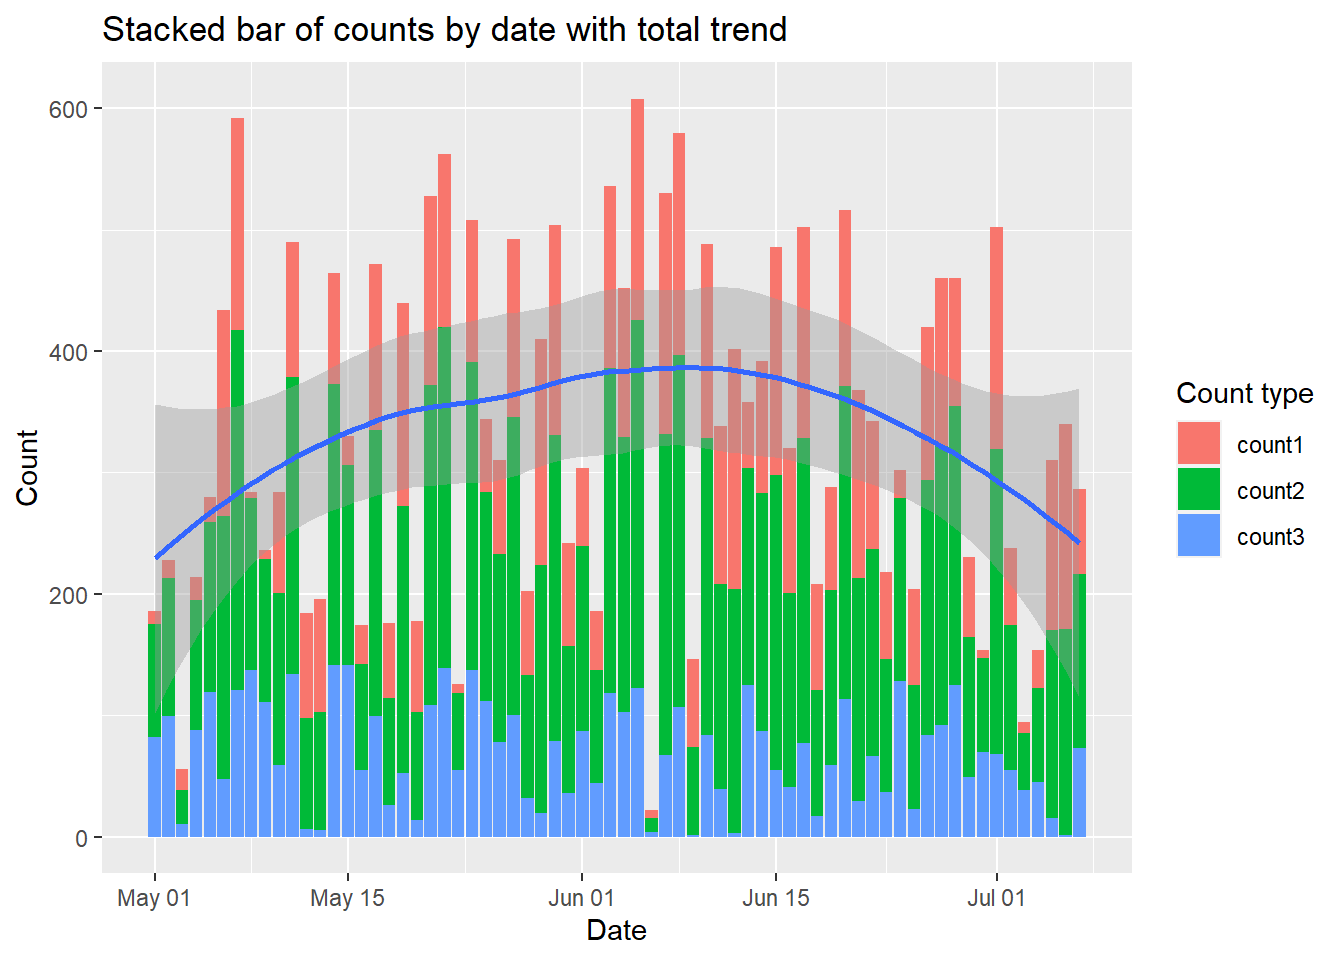 Stacked bar of counts by date with total trend
600
400
200
0
Count
May 01
May 15
Jun 01
Jun 15
Jul 01
Date
Count type
count1
count2
count3